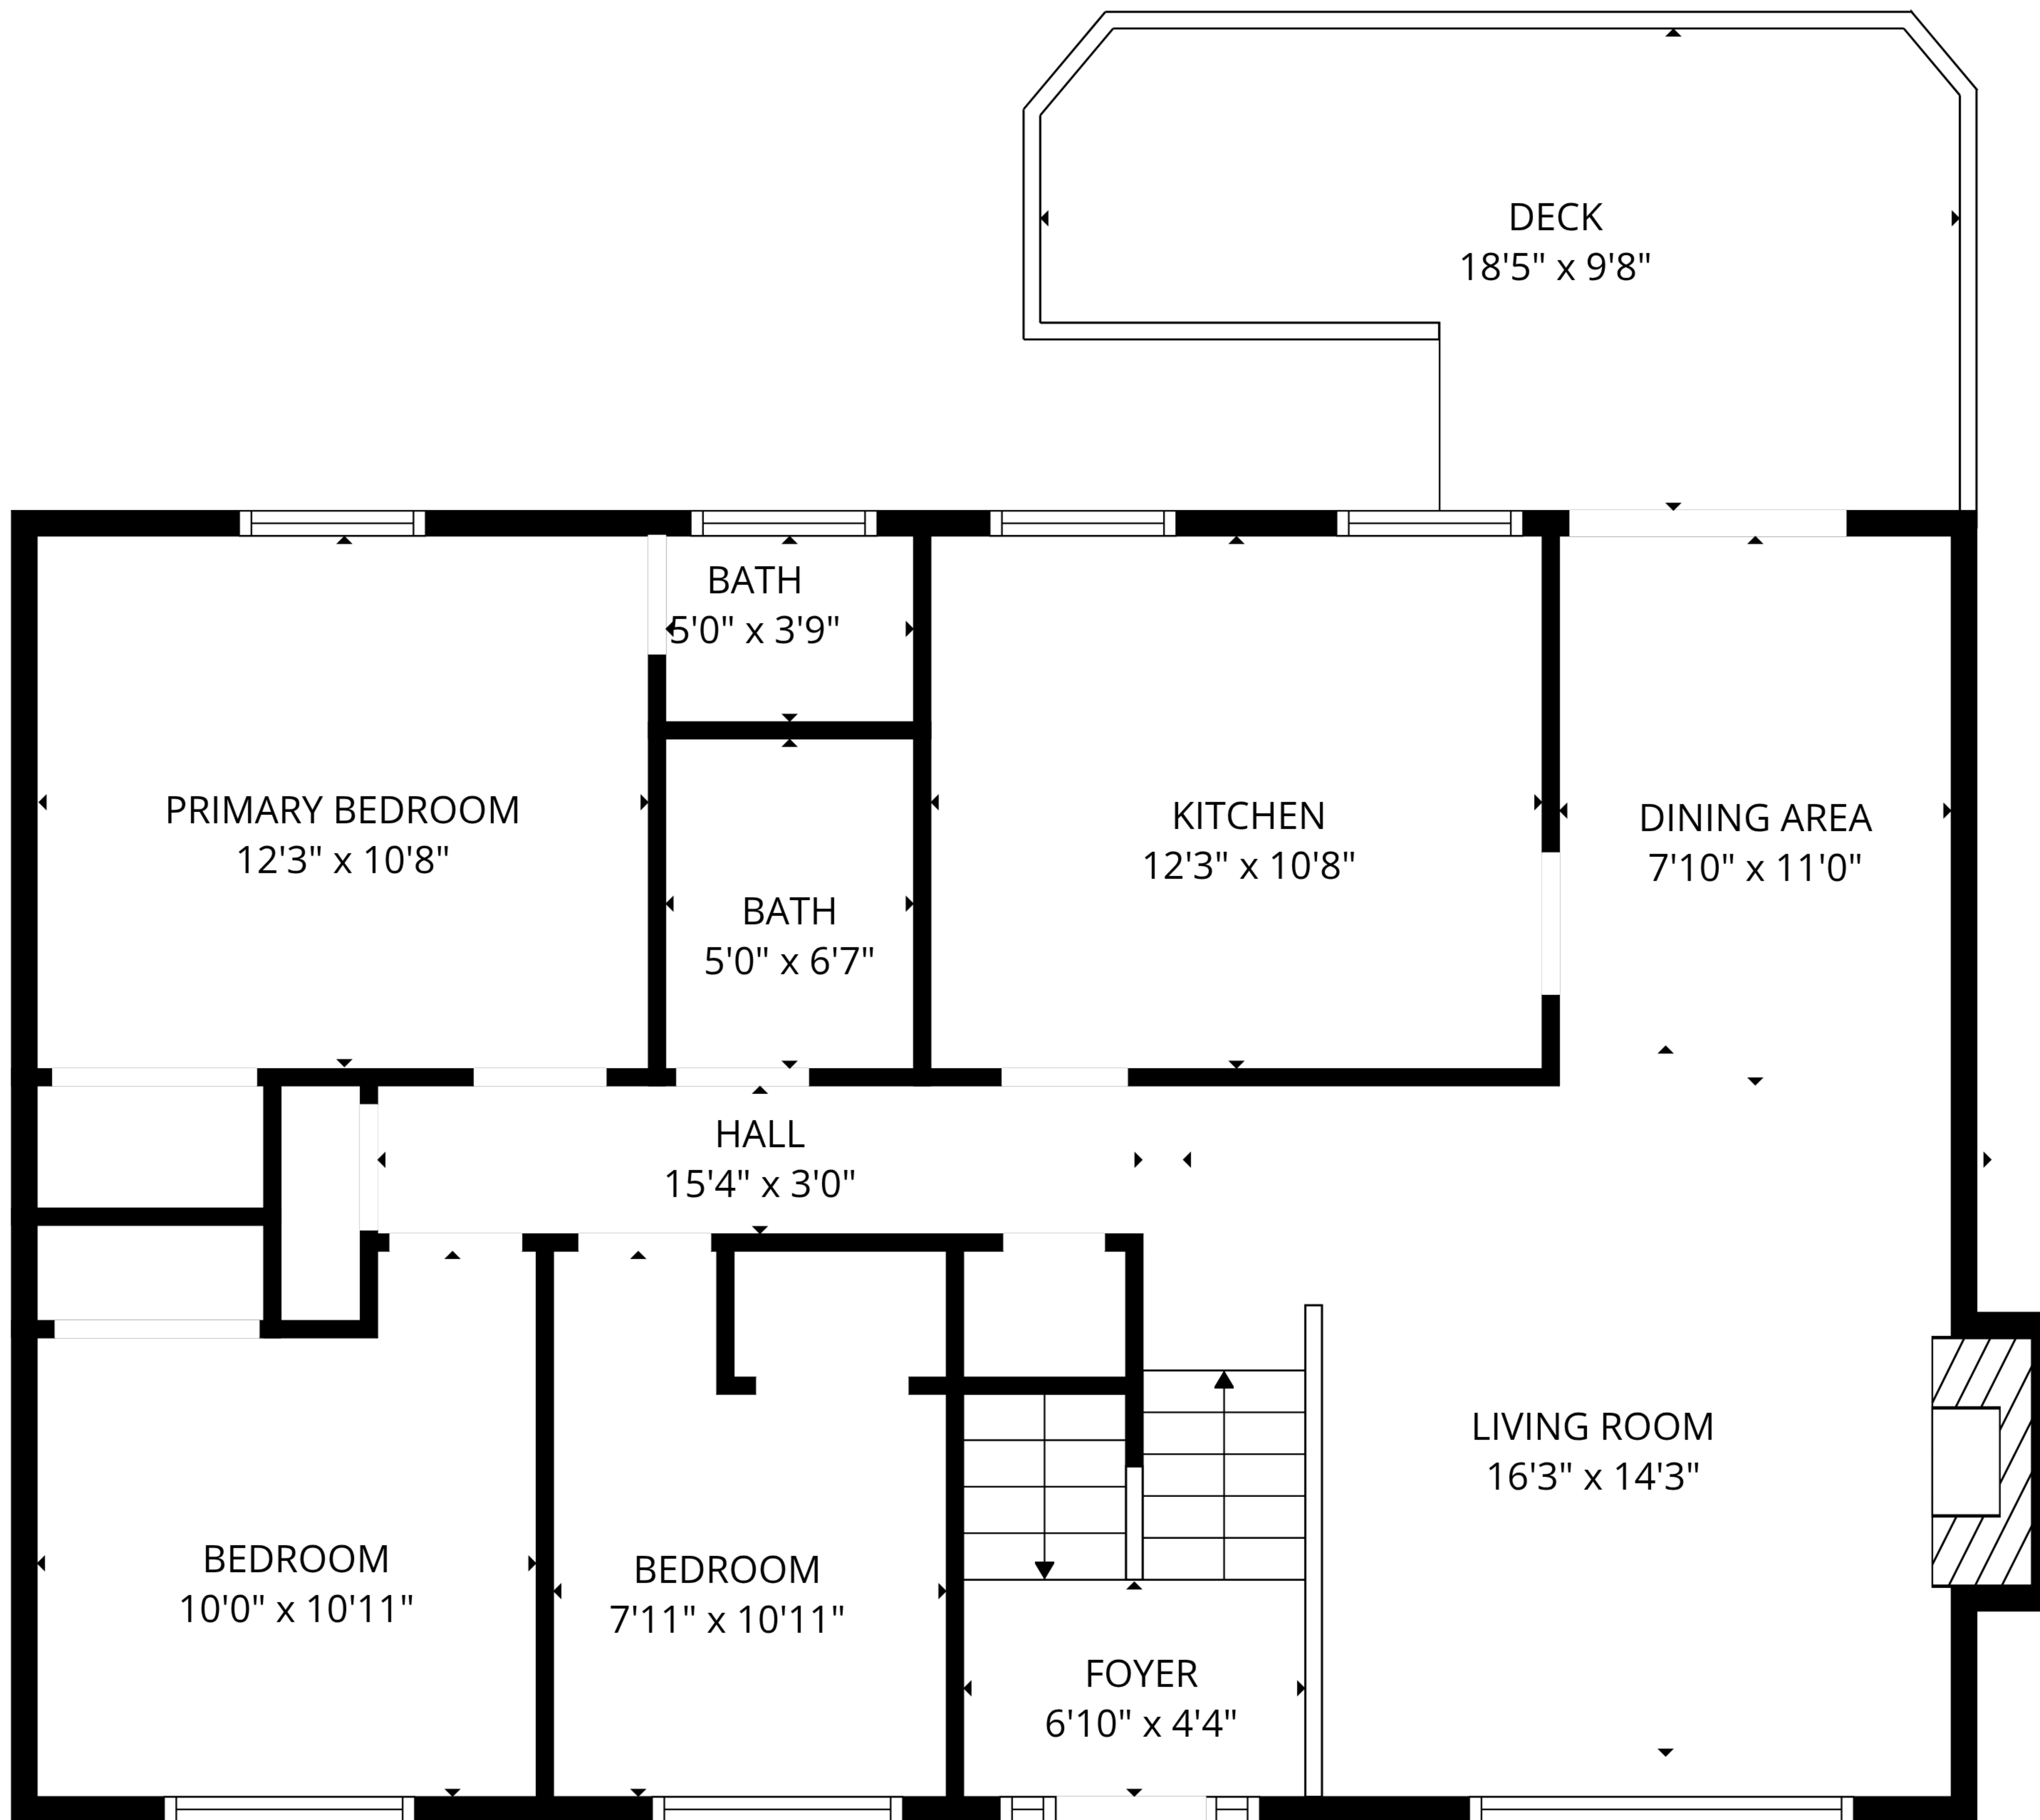 DECK
18'5" x 9'8"
BATH
5'0" x 3'9"
PRIMARY BEDROOM
12'3" x 10'8"
KITCHEN
12'3" x 10'8"
DINING AREA
7'10" x 11'0"
BATH
5'0" x 6'7"
HALL
15'4" x 3'0"
LIVING ROOM
16'3" x 14'3"
BEDROOM
10'0" x 10'11"
BEDROOM
7'11" x 10'11"
FOYER
6'10" x 4'4"